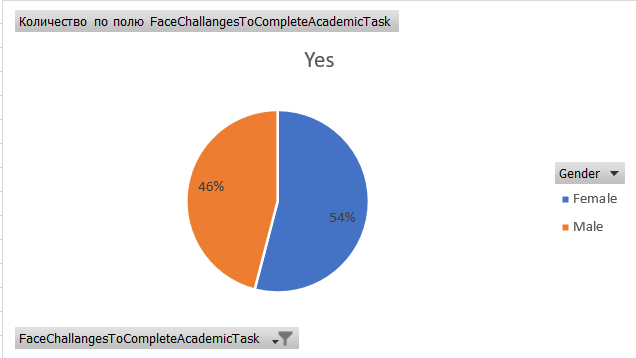 Количество по полю FaceChallangesToCompleteAcademicTask
Yes
46%
54%
Gender
Female
Male
FaceChallangesToCompleteAcademicTask